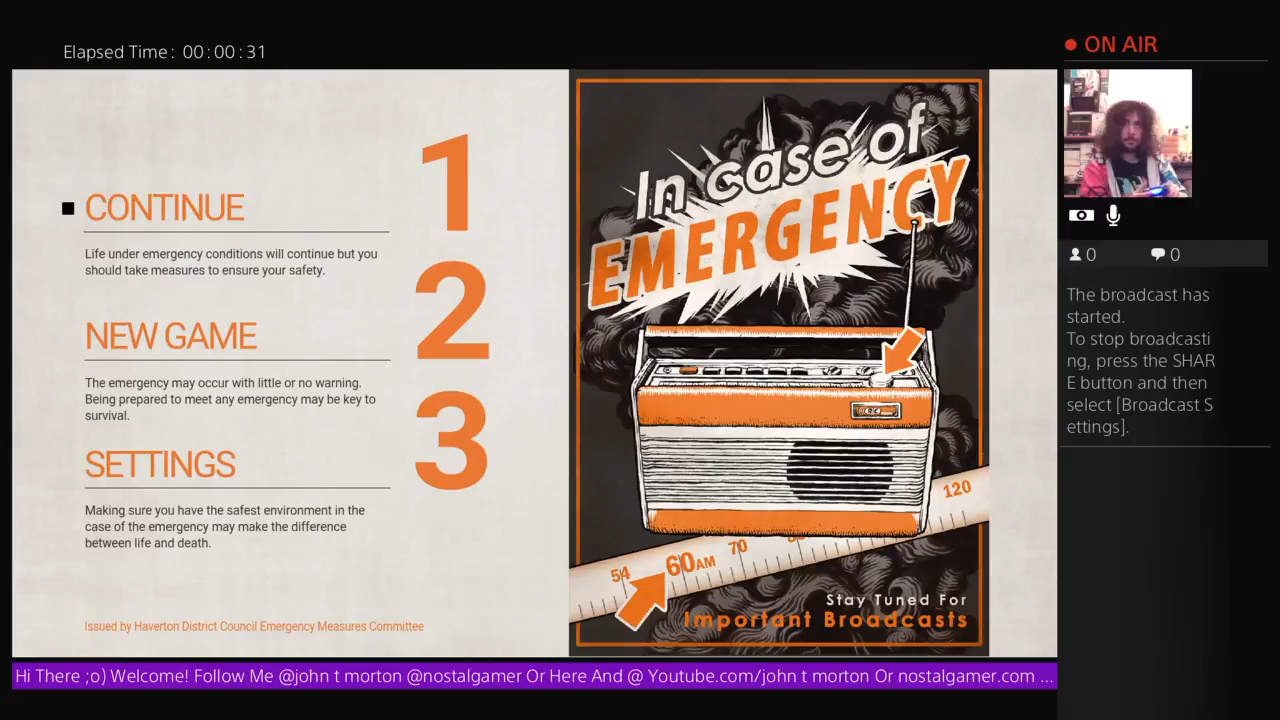 Elapsed Time: 00:00:31
ON AIR
CONTINUE
Life under emergency conditions will continue but you
should take measures to ensure your safety.
1
NEW GAME
The emergency may occur with little or no warning.
Being prepared to meet any emergency may be key to
survival.
2
SETTINGS
Making sure you have the safest environment in the
case of the emergency may make the difference
between life and death.
3
Issued by Haverton District Council Emergency Measures Committee
In case of
EMERGENCY
54 60AM 70 120
Stay Tuned For
Important Broadcasts
0 0
The broadcast has
started.
To stop broadcasti
ng, press the SHAR
E button and then
select [Broadcast S
ettings].
Hi There ;o) Welcome! Follow Me @john t morton @nostalgamer Or Here And @ Youtube.com/john t morton Or nostalgamer.com ...